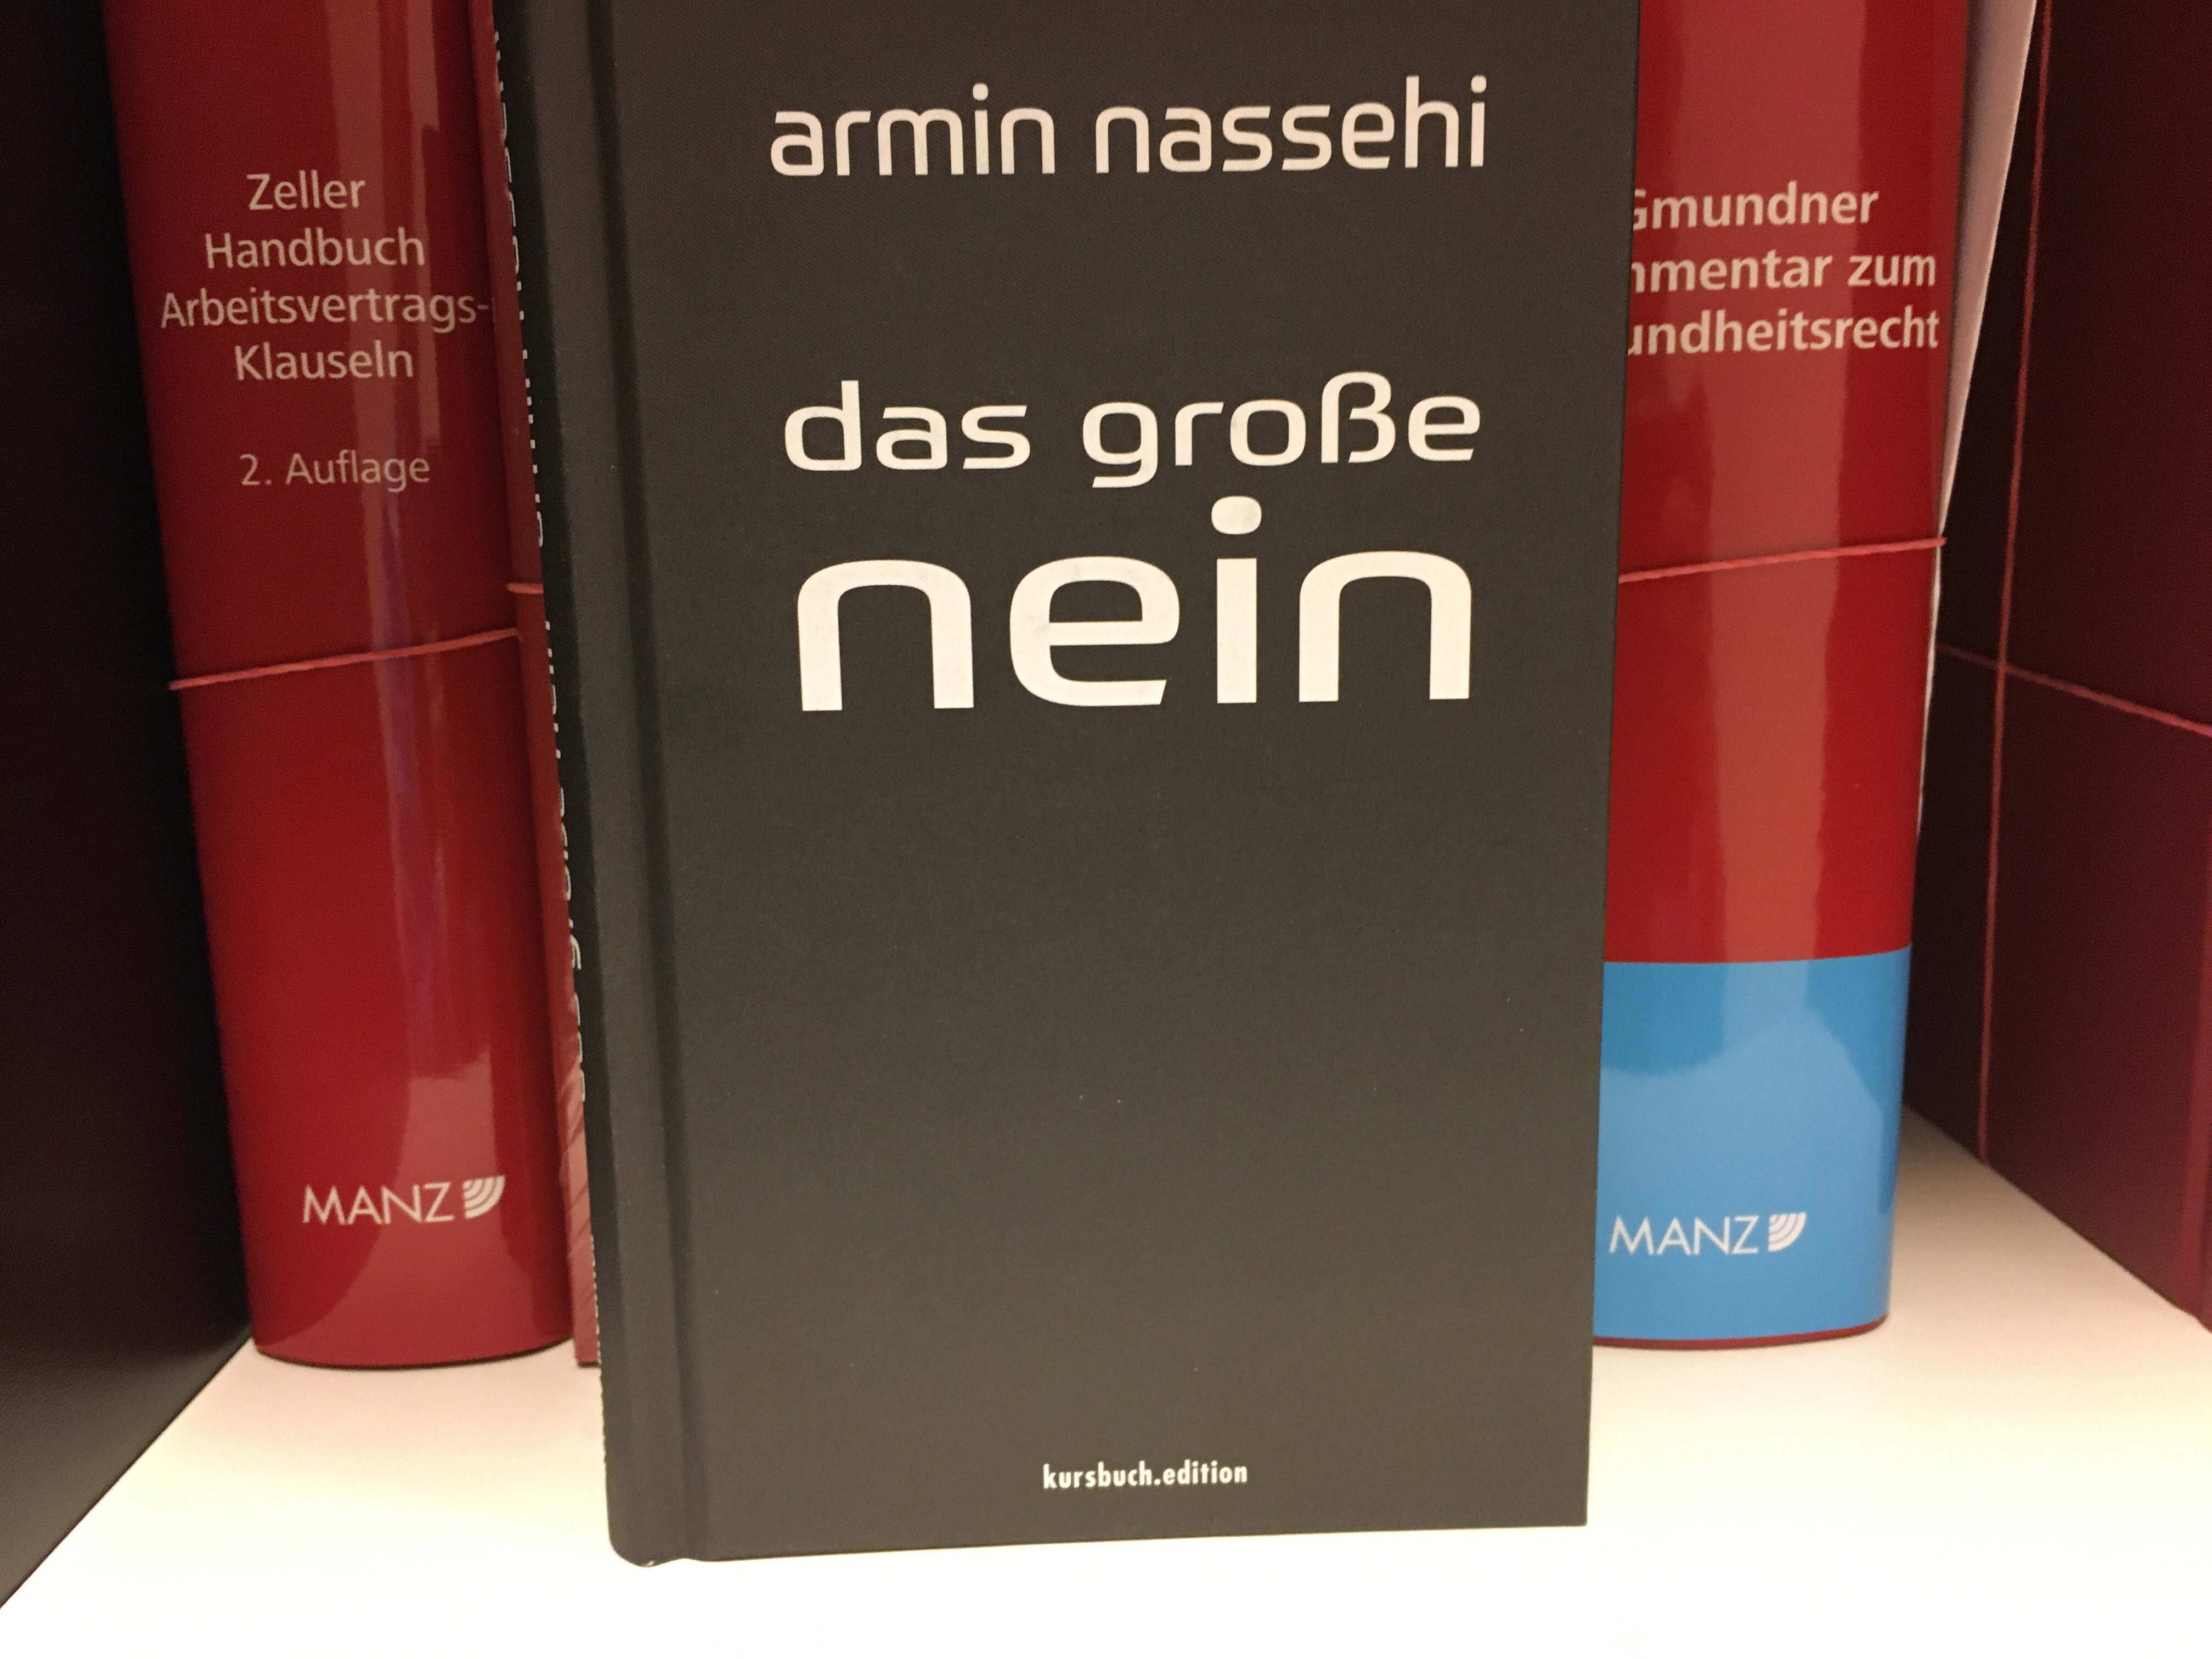 Zeller
Handbuch
Arbeitsvertrags-
Klauseln
2. Auflage
MANZ
armin nassehi
das große
nein
kursbuch.edition
Gmundner
mmentar zum
undheitsrecht
MANZ